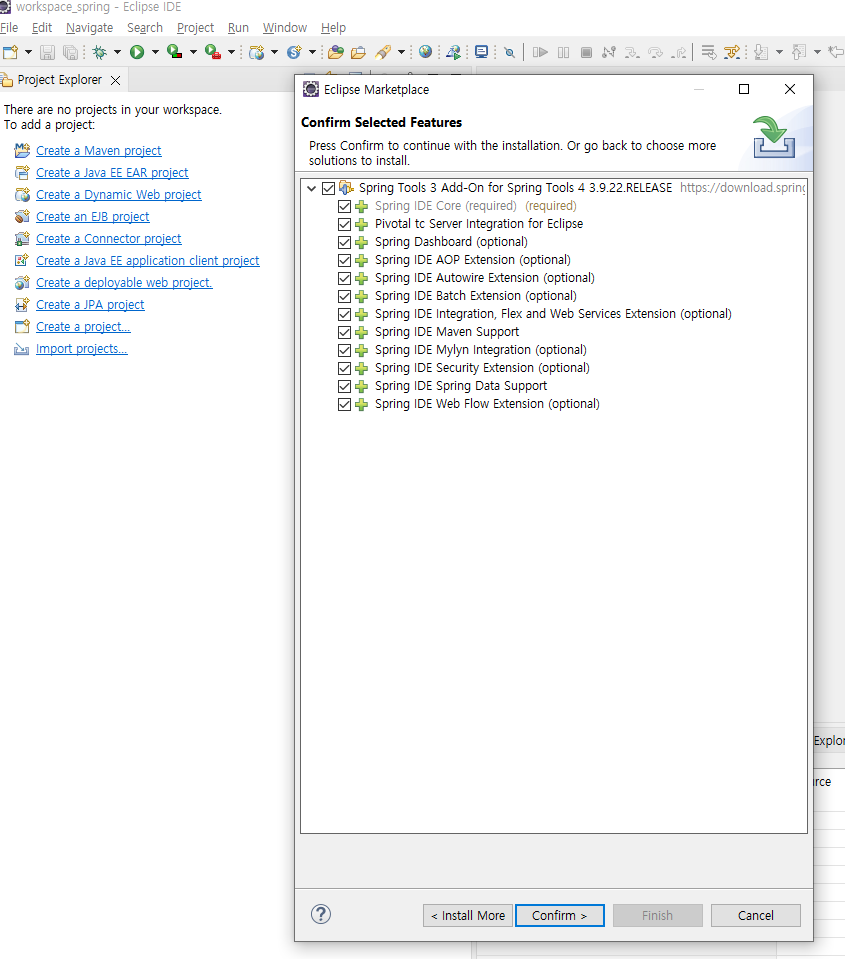 workspace_spring - Eclipse IDE
File Edit Navigate Search Project Run Window Help
Project Explorer
There are no projects in your workspace.
To add a project:
Create a Maven project
Create a Java EE EAR project
Create a Dynamic Web project
Create an EJB project
Create a Connector project
Create a Java EE application client project
Create a deployable web project.
Create a JPA project
Create a project...
Import projects...
Eclipse Marketplace
Confirm Selected Features
Press Confirm to continue with the installation. Or go back to choose more
solutions to install.
Spring Tools 3 Add-On for Spring Tools 4 3.9.22.RELEASE https://download.spring
Spring IDE Core (required) (required)
Pivotal tc Server Integration for Eclipse
Spring Dashboard (optional)
Spring IDE AOP Extension (optional)
Spring IDE Autowire Extension (optional)
Spring IDE Batch Extension (optional)
Spring IDE Integration, Flex and Web Services Extension (optional)
Spring IDE Maven Support
Spring IDE Mylyn Integration (optional)
Spring IDE Security Extension (optional)
Spring IDE Spring Data Support
Spring IDE Web Flow Extension (optional)
Explor
urce
< Install More Confirm > Finish Cancel